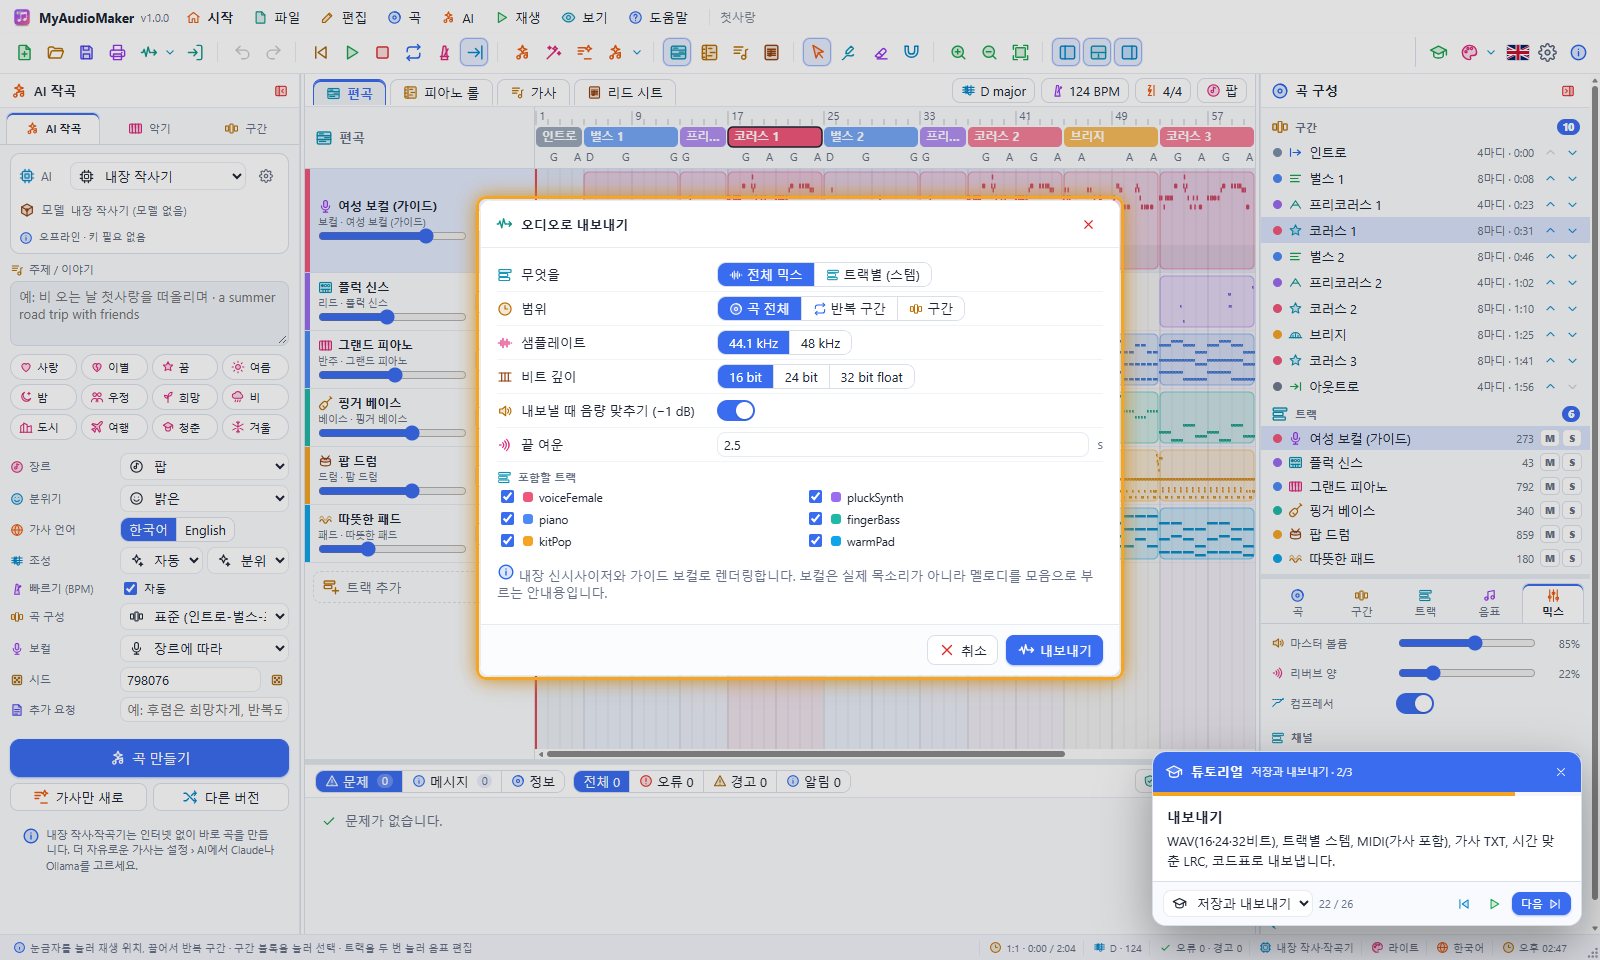 MyAudioMaker v1.0.0 시작 파일 편집 곡 AI 재생 보기 도움말 첫사랑
AI 작곡
AI 작곡 악기 구간
AI 내장 작사기
모델 내장 작사기 (모델 없음)
오프라인 · 키 필요 없음
주제 / 이야기
예: 비 오는 날 첫사랑을 떠올리며 · a summer
road trip with friends
사랑 이별 꿈 여름
밤 우정 희망 비
도시 여행 청춘 겨울
장르 팝
분위기 밝은
가사 언어 한국어 English
조성 자동 분위
빠르기 (BPM) 자동
곡 구성 표준 (인트로-벌스-프
보컬 장르에 따라
시드 798076
추가 요청 예: 후렴은 희망차게, 반복도
곡 만들기
가사만 새로 다른 버전
내장 작사·작곡기는 인터넷 없이 바로 곡을 만듭
니다. 더 자유로운 가사는 설정 › AI에서 Claude나
Ollama를 고르세요.
편곡 피아노 롤 가사 리드 시트 D major 124 BPM 4/4 팝
편곡
1 9 17 25 33 41 49 57
인트로 벌스 1 프리... 코러스 1 벌스 2 프리... 코러스 2 브리지 코러스 3
G A D G G G G A G A D G G G G A G A A A A G A G A
여성 보컬 (가이드)
보컬 · 여성 보컬 (가이드)
플럭 신스
리드 · 플럭 신스
그랜드 피아노
반주 · 그랜드 피아노
핑거 베이스
베이스 · 핑거 베이스
팝 드럼
드럼 · 팝 드럼
따뜻한 패드
패드 · 따뜻한 패드
트랙 추가
오디오로 내보내기
무엇을 전체 믹스 트랙별 (스템)
범위 곡 전체 반복 구간 구간
샘플레이트 44.1 kHz 48 kHz
비트 깊이 16 bit 24 bit 32 bit float
내보낼 때 음량 맞추기 (−1 dB)
끝 여운 2.5 s
포함할 트랙
voiceFemale pluckSynth
piano fingerBass
kitPop warmPad
내장 신시사이저와 가이드 보컬로 렌더링합니다. 보컬은 실제 목소리가 아니라 멜로디를 모음으로 부
르는 안내용입니다.
취소 내보내기
문제 0 메시지 0 정보 전체 0 오류 0 경고 0 알림 0
문제가 없습니다.
곡 구성
구간 10
인트로 4마디 · 0:00
벌스 1 8마디 · 0:08
프리코러스 1 4마디 · 0:23
코러스 1 8마디 · 0:31
벌스 2 8마디 · 0:46
프리코러스 2 4마디 · 1:02
코러스 2 8마디 · 1:10
브리지 8마디 · 1:25
코러스 3 8마디 · 1:41
아웃트로 4마디 · 1:56
트랙 6
여성 보컬 (가이드) 273 M S
플럭 신스 43 M S
그랜드 피아노 792 M S
핑거 베이스 340 M S
팝 드럼 859 M S
따뜻한 패드 180 M S
곡 구간 트랙 음표 믹스
마스터 볼륨 85%
리버브 양 22%
컴프레서
채널
튜토리얼 저장과 내보내기 · 2/3
내보내기
WAV(16·24·32비트), 트랙별 스템, MIDI(가사 포함), 가사 TXT, 시간 맞
춘 LRC, 코드표로 내보냅니다.
저장과 내보내기 22 / 26 다음
눈금자를 눌러 재생 위치, 끌어서 반복 구간 · 구간 블록을 눌러 선택 · 트랙을 두 번 눌러 음표 편집
1:1 · 0:00 / 2:04 D · 124 오류 0 · 경고 0 내장 작사·작곡기 라이트 한국어 오후 02:47